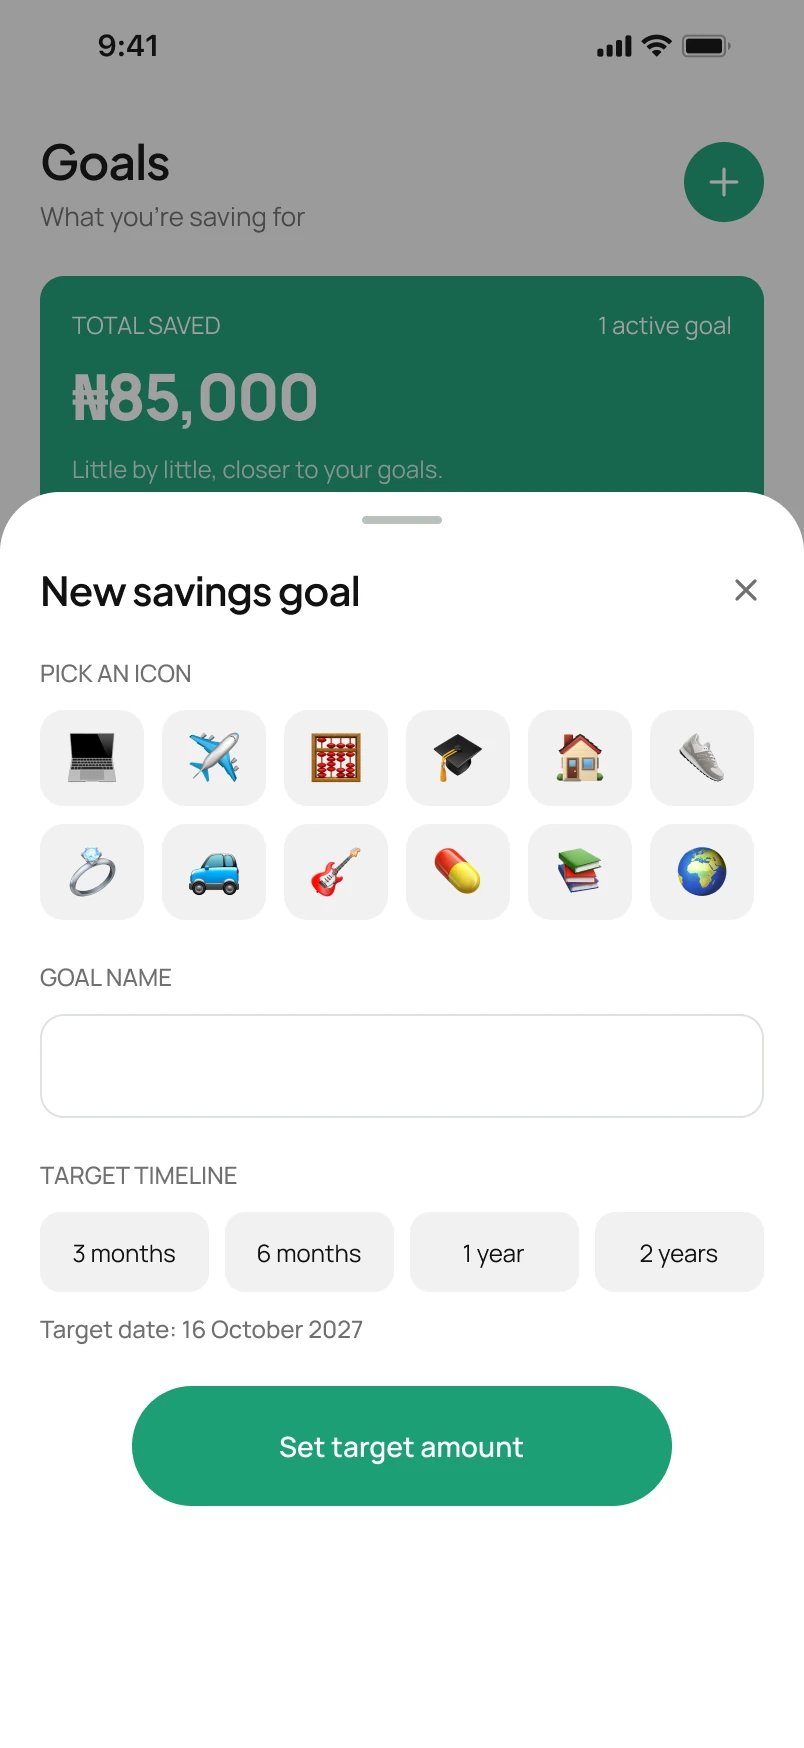 9:41
Goals
What you’re saving for
TOTAL SAVED
1 active goal
₦85,000
Little by little, closer to your goals.
New savings goal
PICK AN ICON
GOAL NAME
TARGET TIMELINE
3 months
6 months
1 year
2 years
Target date: 16 October 2027
Set target amount